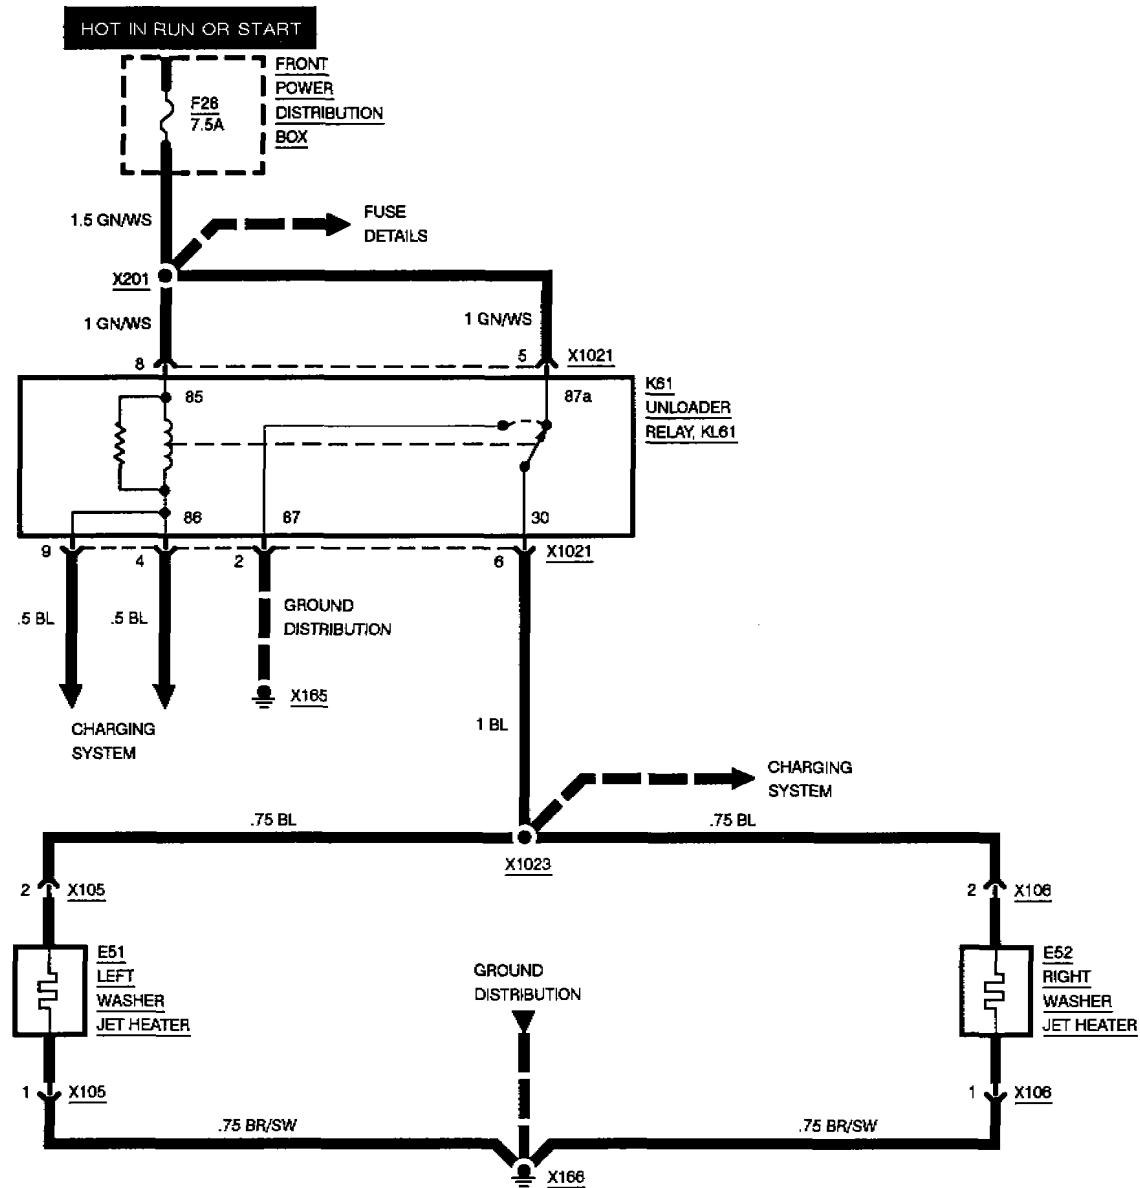 HOT IN RUN OR START
FRONT
POWER
DISTRIBUTION
BOX
F26
7.5A
1.5 GN/WS
FUSE
DETAILS
X201
1 GN/WS
1 GN/WS
8
5
X1021
K61
UNLOADER
RELAY, KL61
85
87a
86
87
30
9
4
2
6
X1021
.5 BL
.5 BL
GROUND
DISTRIBUTION
X165
CHARGING
SYSTEM
1 BL
CHARGING
SYSTEM
.75 BL
.75 BL
X1023
2
X105
2
X106
E51
LEFT
WASHER
JET HEATER
GROUND
DISTRIBUTION
E52
RIGHT
WASHER
JET HEATER
1
X105
1
X106
.75 BR/SW
.75 BR/SW
X166